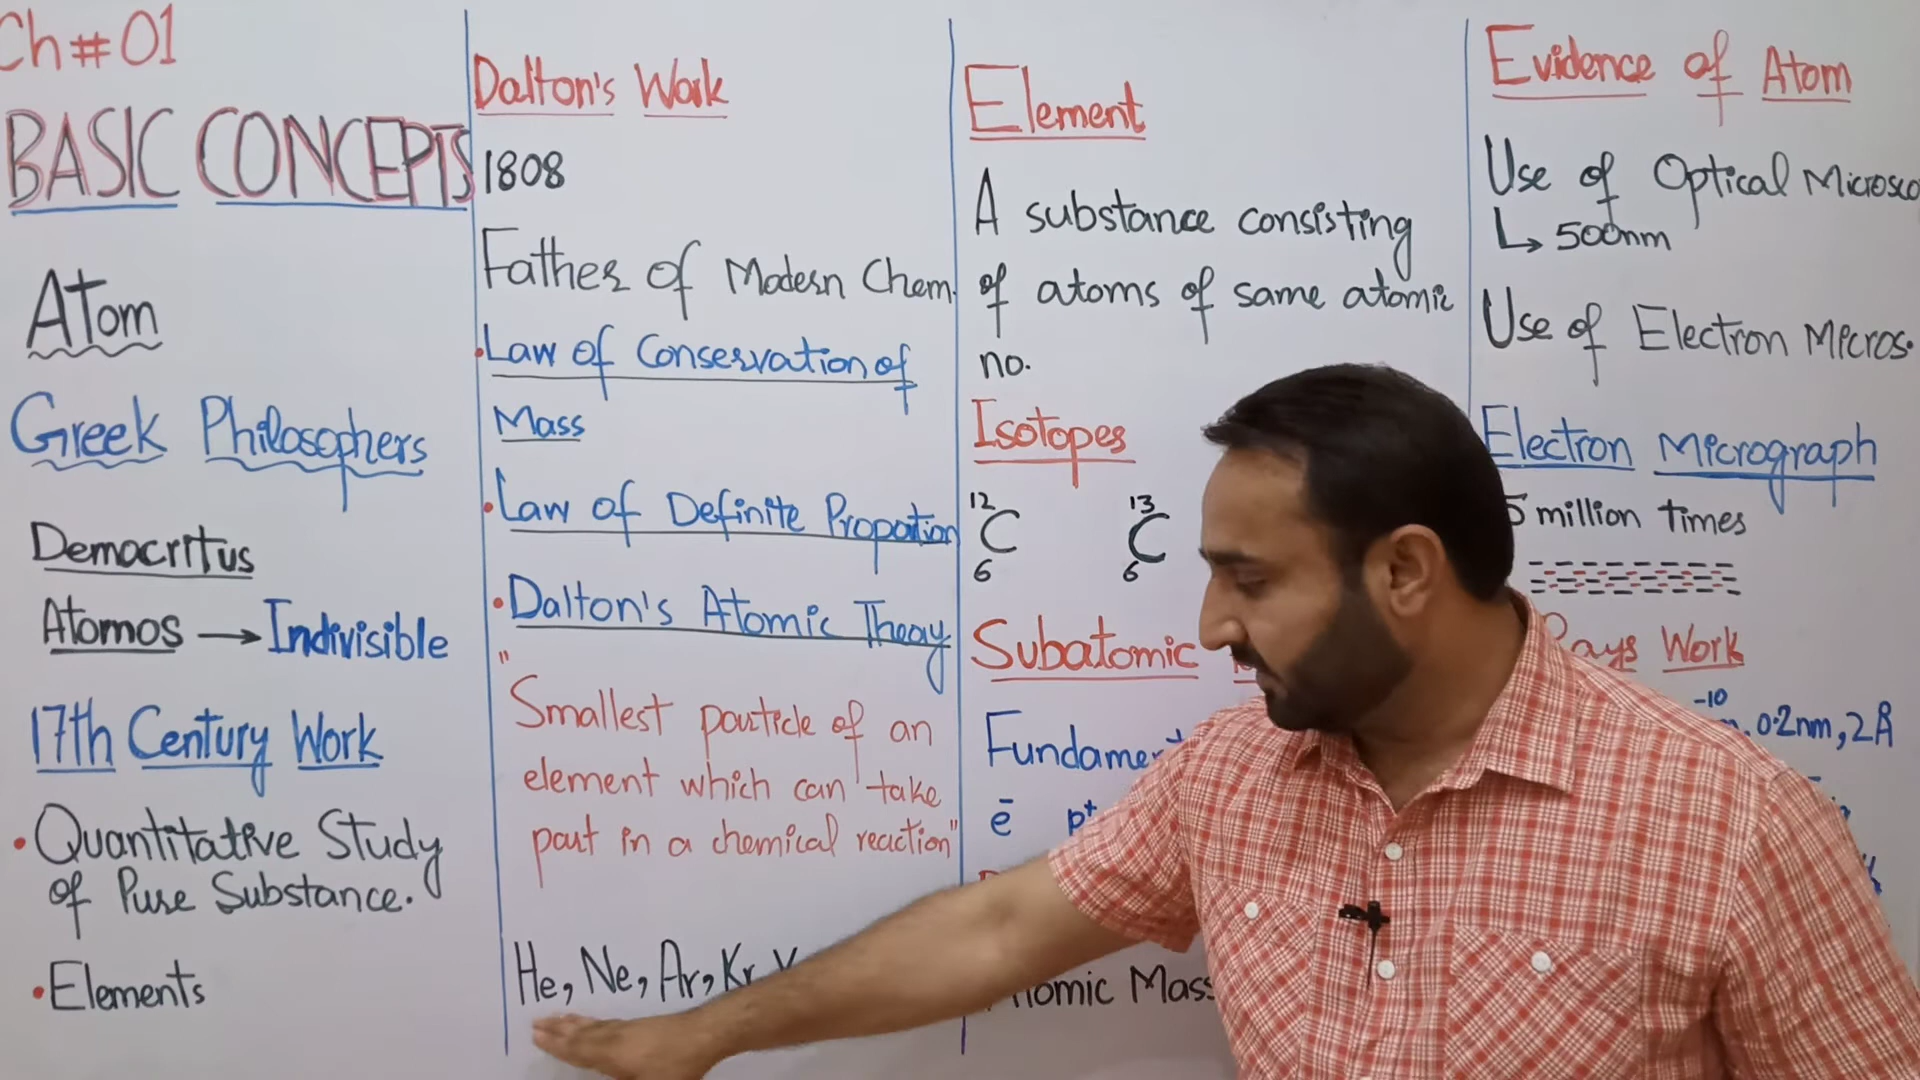 Ch # 01
BASIC CONCEPTS
Atom
Greek Philosophers
Democritus
Atomos → Indivisible
17th Century Work
• Quantitative Study
of Pure Substance.
• Elements
Dalton's Work
1808
Father of Modern Chem.
• Law of Conservation of
Mass
• Law of Definite Proportion
• Dalton's Atomic Theory
"Smallest particle of an
element which can take
part in a chemical reaction"
He, Ne, Ar, Kr,
Element
A substance consisting
of atoms of same atomic
no.
Isotopes
12 C 6 13 C 6
Subatomic
Fundament
ē p⁺
Mass
Evidence of Atom
Use of Optical Microsco
↳ 500nm
Use of Electron Micros.
Electron Micrograph
million times
Rays Work
-10
0.2nm, 2Å